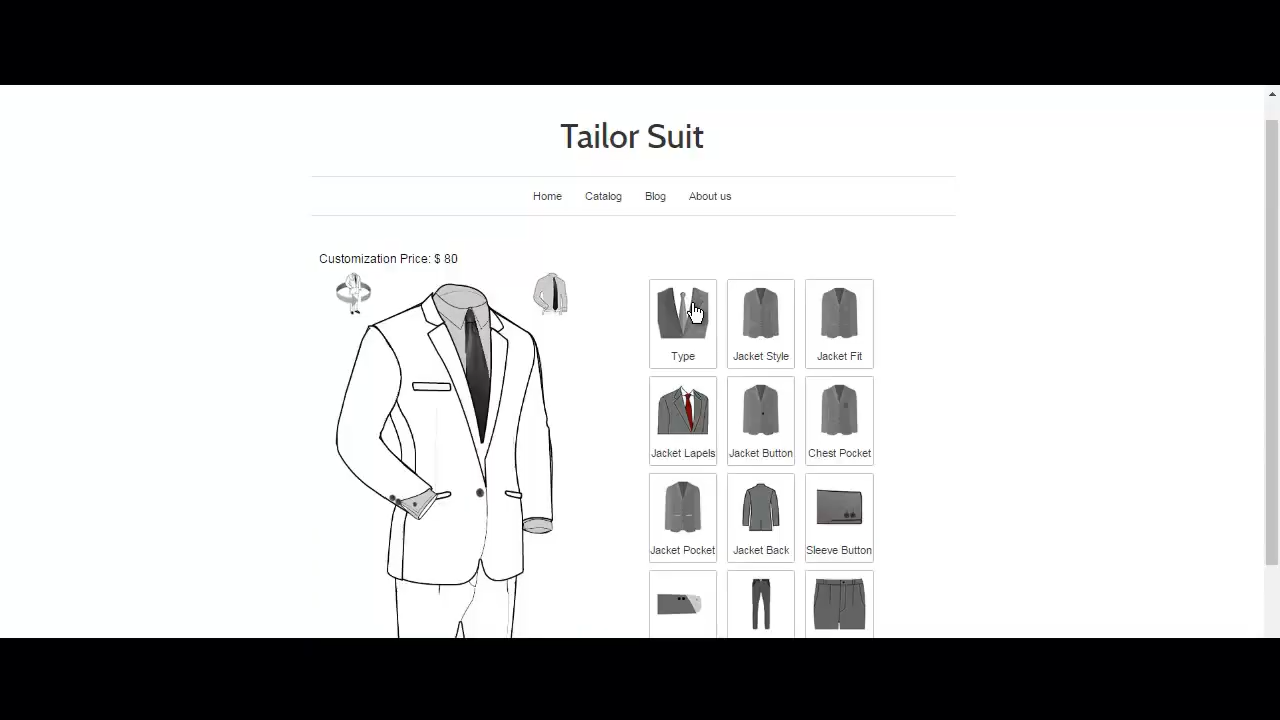 Tailor Suit
Home Catalog Blog About us
Customization Price: $ 80
Type Jacket Style Jacket Fit
Jacket Lapels Jacket Button Chest Pocket
Jacket Pocket Jacket Back Sleeve Button